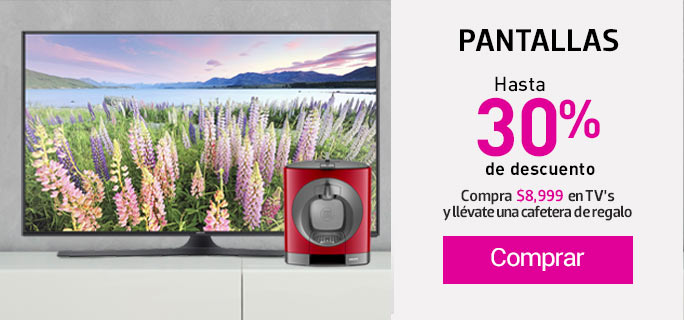 PANTALLAS
Hasta
30%
de descuento
Compra $8,999 en TV's
y llévate una cafetera de regalo
Comprar